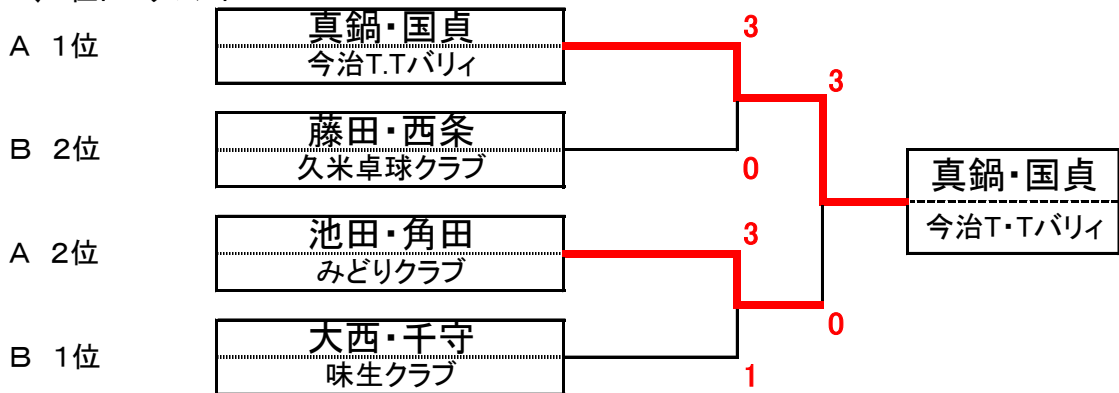 A 1位
真鍋・国貞
今治T.Tバリィ
3
3
B 2位
藤田・西条
久米卓球クラブ
0
真鍋・国貞
今治T・Tバリィ
A 2位
池田・角田
みどりクラブ
3
0
B 1位
大西・千守
味生クラブ
1